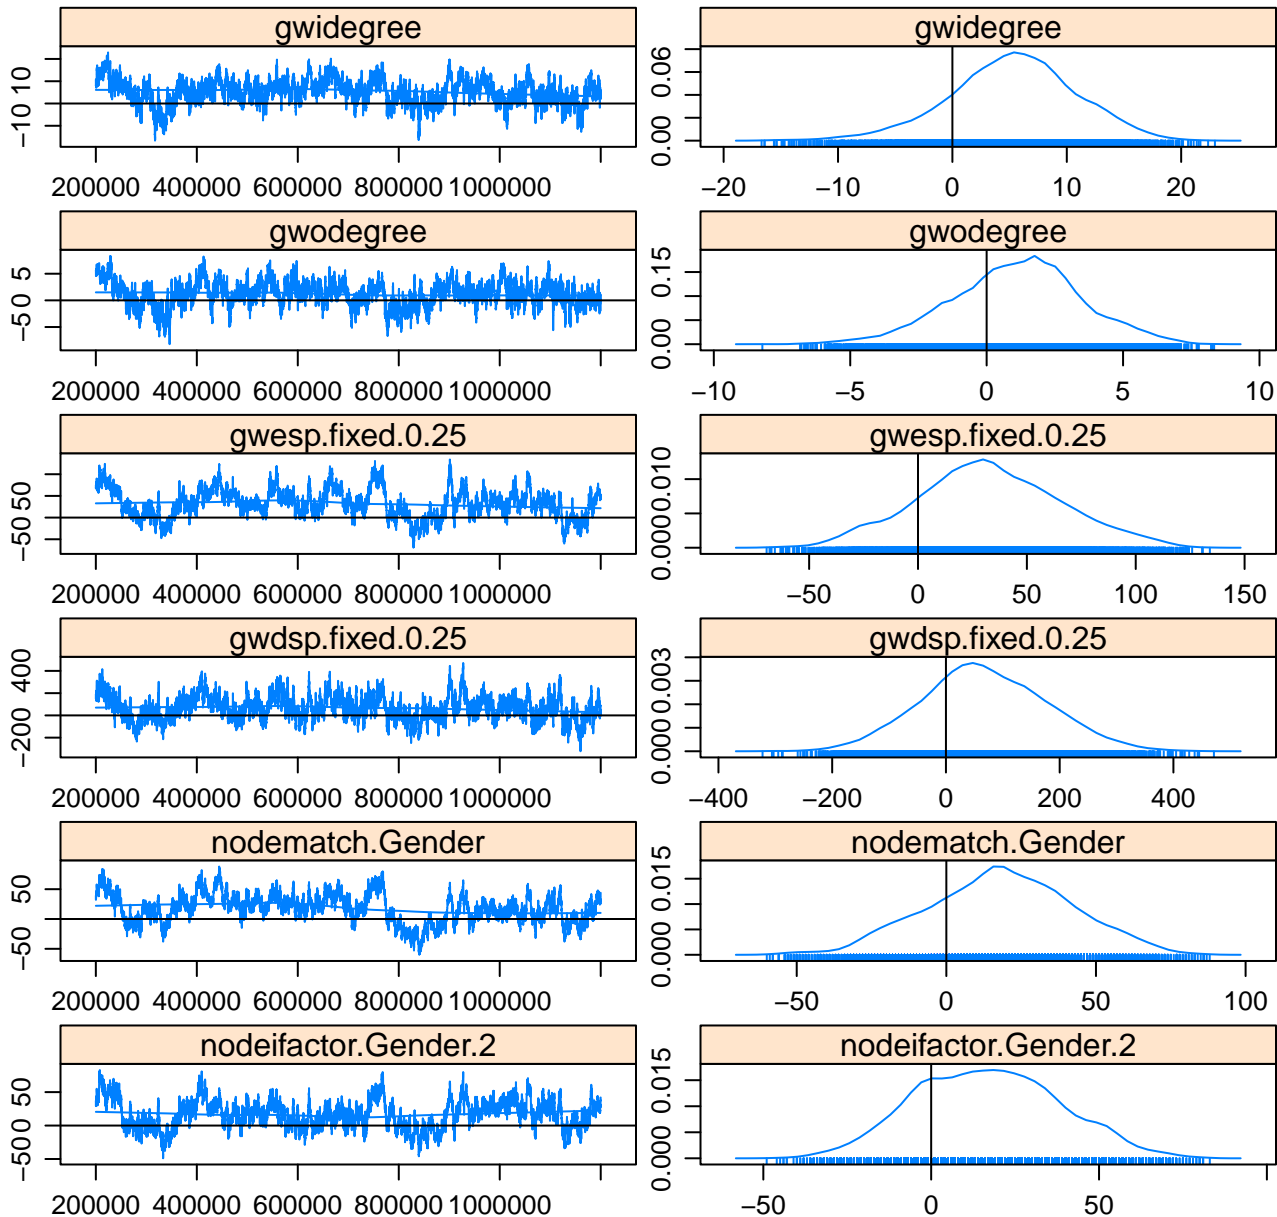 gwidegree
−10 10
200000 400000 600000 800000 1000000
gwidegree
0.00 0.06
−20 −10 0 10 20
gwodegree
−5 0 5
200000 400000 600000 800000 1000000
gwodegree
0.00 0.15
−10 −5 0 5 10
gwesp.fixed.0.25
−50 50
200000 400000 600000 800000 1000000
gwesp.fixed.0.25
0.000 0.010
−50 0 50 100 150
gwdsp.fixed.0.25
−200 400
200000 400000 600000 800000 1000000
gwdsp.fixed.0.25
0.000 0.003
−400 −200 0 200 400
nodematch.Gender
−50 50
200000 400000 600000 800000 1000000
nodematch.Gender
0.000 0.015
−50 0 50 100
nodeifactor.Gender.2
−50 0 50
200000 400000 600000 800000 1000000
nodeifactor.Gender.2
0.000 0.015
−50 0 50